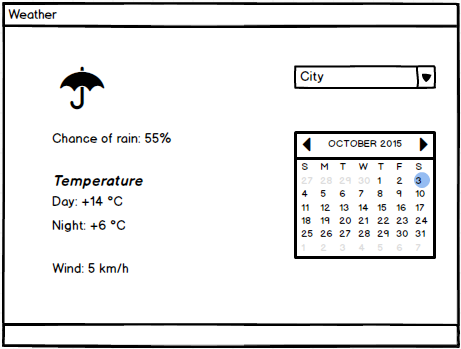 Weather
City
Chance of rain: 55%
Temperature
Day: +14 °C
Night: +6 °C
Wind: 5 km/h
OCTOBER 2015
S M T W T F S
27 28 29 30 1 2 3
4 5 6 7 8 9 10
11 12 13 14 15 16 17
18 19 20 21 22 23 24
25 26 27 28 29 30 31
1 2 3 4 5 6 7